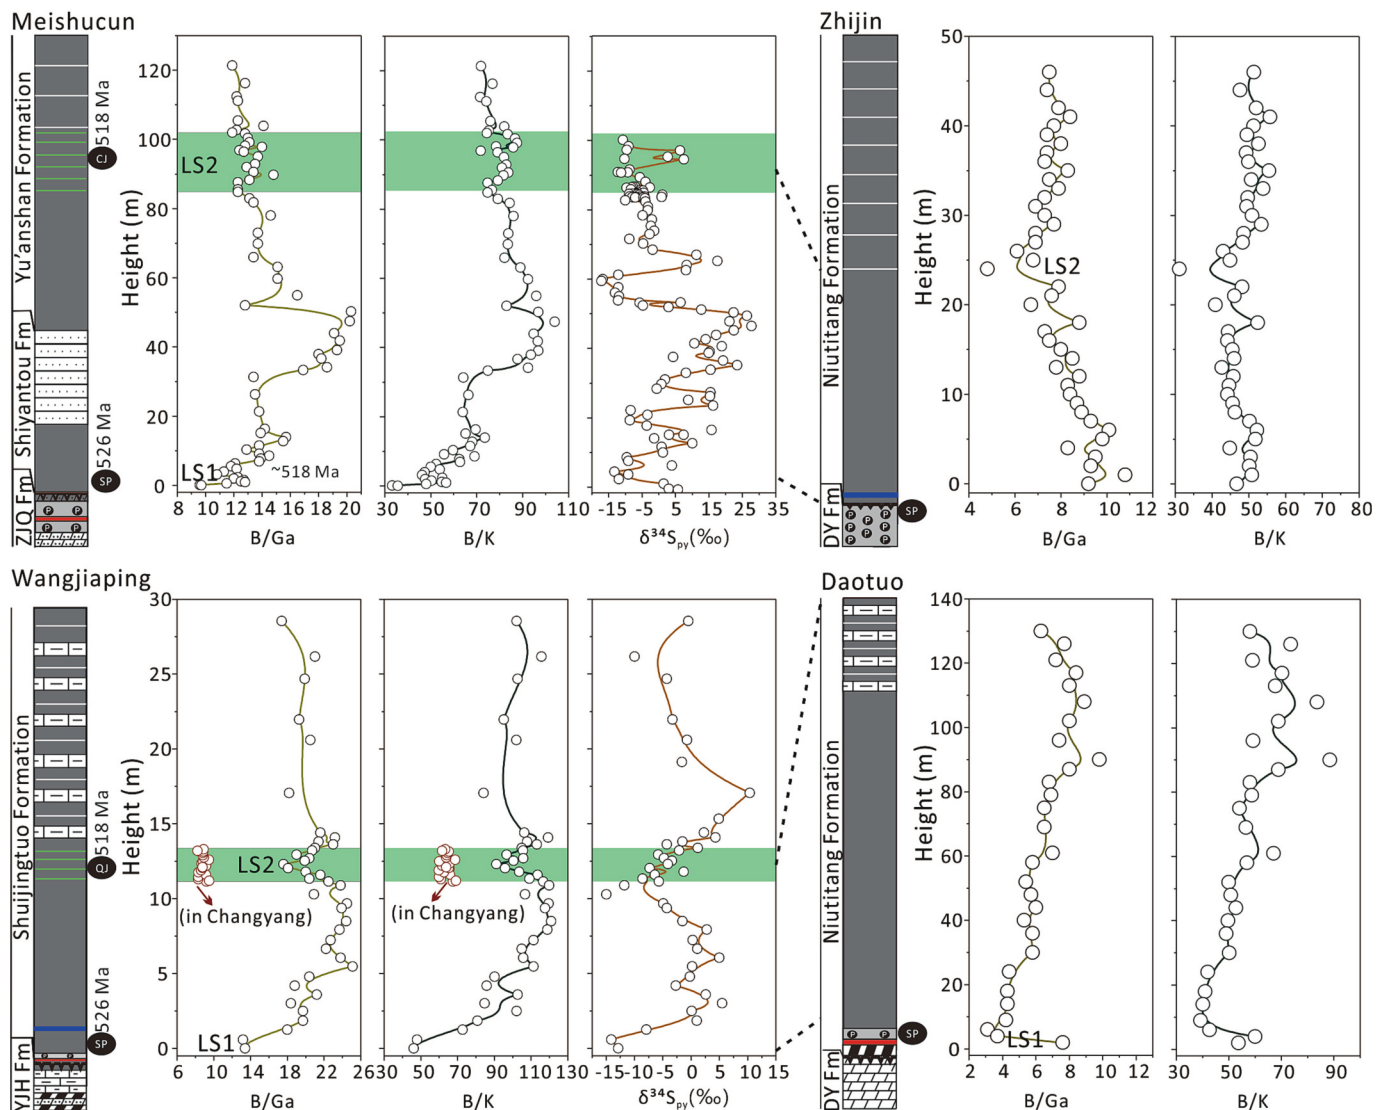 Meishucun
Yu'anshan Formation
Shiyantou Fm
ZJQ Fm
518 Ma
CJ
526 Ma
SP
P P
P P
Height (m)
120
100
80
60
40
20
0
LS2
LS1
~518 Ma
8 12 16 20
B/Ga
30 50 70 90 110
B/K
-15 -5 5 15 25 35
δ³⁴Spy(‰)
Zhijin
Niutitang Formation
DY Fm
SP
P P
P P P
P P
P P P
Height (m)
50
40
30
20
10
0
LS2
4 6 8 10 12
B/Ga
30 40 50 60 70 80
B/K
Wangjiaping
Shuijingtuo Formation
YJH Fm
518 Ma
QJ
526 Ma
SP
P P
Height (m)
30
25
20
15
10
5
0
LS2
(in Changyang)
LS1
6 10 14 18 22 26
B/Ga
(in Changyang)
30 50 70 90 110 130
B/K
-15 -10 -5 0 5 10 15
δ³⁴Spy(‰)
Daotuo
Niutitang Formation
DY Fm
SP
P P
Height (m)
140
120
100
80
60
40
20
0
LS1
2 4 6 8 10 12
B/Ga
30 50 70 90
B/K